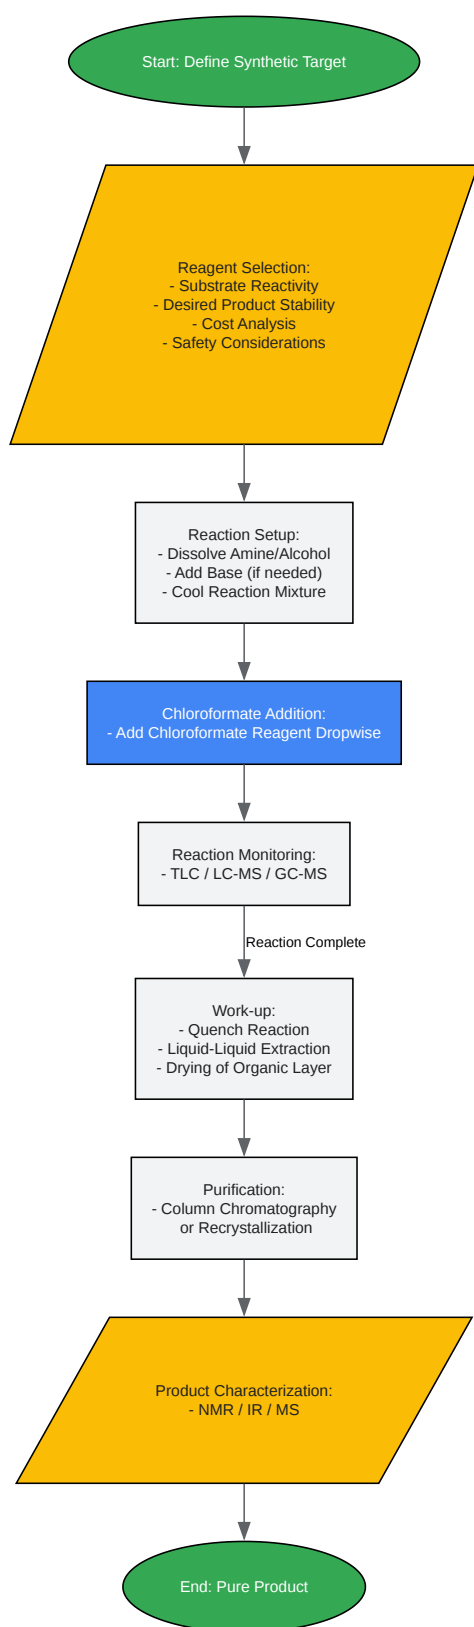 Start: Define Synthetic Target
Reagent Selection:
- Substrate Reactivity
- Desired Product Stability
- Cost Analysis
- Safety Considerations
Reaction Setup:
- Dissolve Amine/Alcohol
- Add Base (if needed)
- Cool Reaction Mixture
Chloroformate Addition:
- Add Chloroformate Reagent Dropwise
Reaction Monitoring:
- TLC / LC-MS / GC-MS
Reaction Complete
Work-up:
- Quench Reaction
- Liquid-Liquid Extraction
- Drying of Organic Layer
Purification:
- Column Chromatography
or Recrystallization
Product Characterization:
- NMR / IR / MS
End: Pure Product